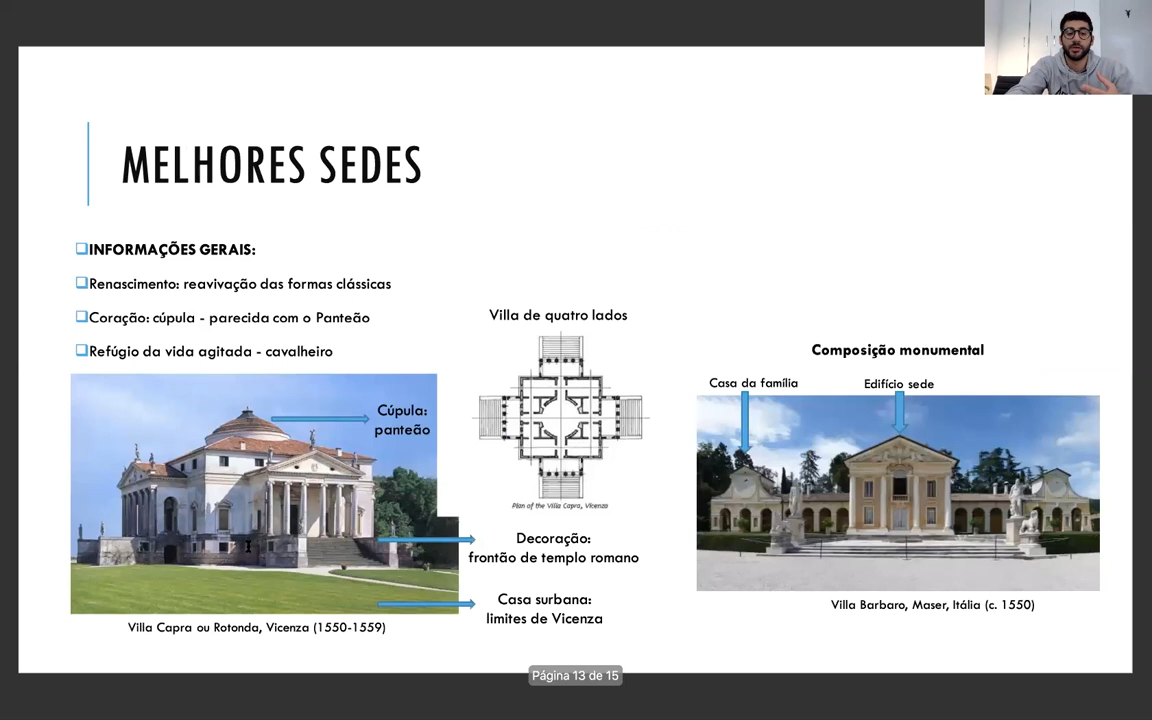 MELHORES SEDES
INFORMAÇÕES GERAIS:
Renascimento: reavivação das formas clássicas
Coração: cúpula - parecida com o Panteão
Refúgio da vida agitada - cavalheiro
Cúpula:
panteão
Villa Capra ou Rotonda, Vicenza (1550-1559)
Villa de quatro lados
Plan of the Villa Capra, Vicenza
Decoração:
frontão de templo romano
Casa surbana:
limites de Vicenza
Composição monumental
Casa da família
Edifício sede
Villa Barbaro, Maser, Itália (c. 1550)
Página 13 de 15